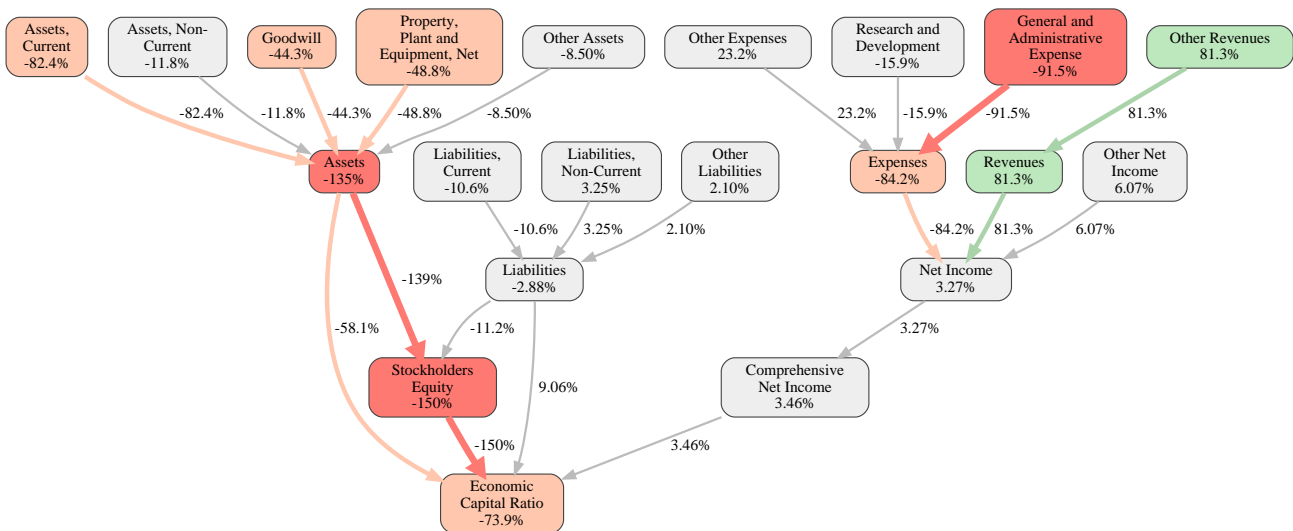 Assets,
Current
-82.4%
Assets, Non-
Current
-11.8%
Goodwill
-44.3%
Property,
Plant and
Equipment, Net
-48.8%
Other Assets
-8.50%
Other Expenses
23.2%
Research and
Development
-15.9%
General and
Administrative
Expense
-91.5%
Other Revenues
81.3%
-82.4%
-11.8%
-44.3%
-48.8%
-8.50%
23.2%
-15.9%
-91.5%
81.3%
Assets
-135%
Liabilities,
Current
-10.6%
Liabilities,
Non-Current
3.25%
Other
Liabilities
2.10%
Expenses
-84.2%
Revenues
81.3%
Other Net
Income
6.07%
-10.6%
3.25%
2.10%
-84.2%
81.3%
6.07%
-139%
Liabilities
-2.88%
Net Income
3.27%
-58.1%
-11.2%
3.27%
Stockholders
Equity
-150%
9.06%
Comprehensive
Net Income
3.46%
-150%
3.46%
Economic
Capital Ratio
-73.9%